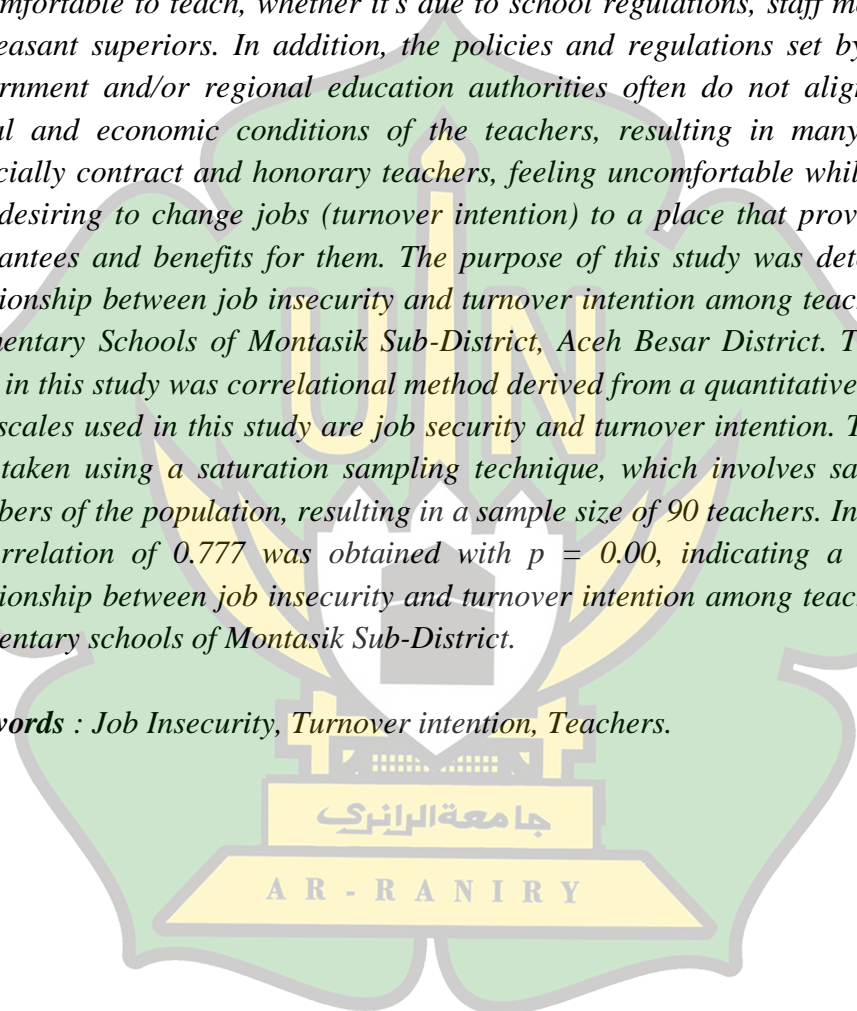 mfortable to teach, whether it's due to school regulations, staff m
easant superiors. In addition, the policies and regulations set by
ernment and/or regional education authorities often do not align
l and economic conditions of the teachers, resulting in many
cially contract and honorary teachers, feeling uncomfortable whil
desiring to change jobs (turnover intention) to a place that prov
antees and benefits for them. The purpose of this study was det
ionship between job insecurity and turnover intention among teac
entary Schools of Montasik Sub-District, Aceh Besar District. T
in this study was correlational method derived from a quantitative
scales used in this study are job security and turnover intention. T
taken using a saturation sampling technique, which involves sa
bers of the population, resulting in a sample size of 90 teachers. In
rrelation of 0.777 was obtained with p = 0.00, indicating a
ionship between job insecurity and turnover intention among teac
entary schools of Montasik Sub-District.
words : Job Insecurity, Turnover intention, Teachers.
UIN
جامعةالرانري
AR-RANIRY